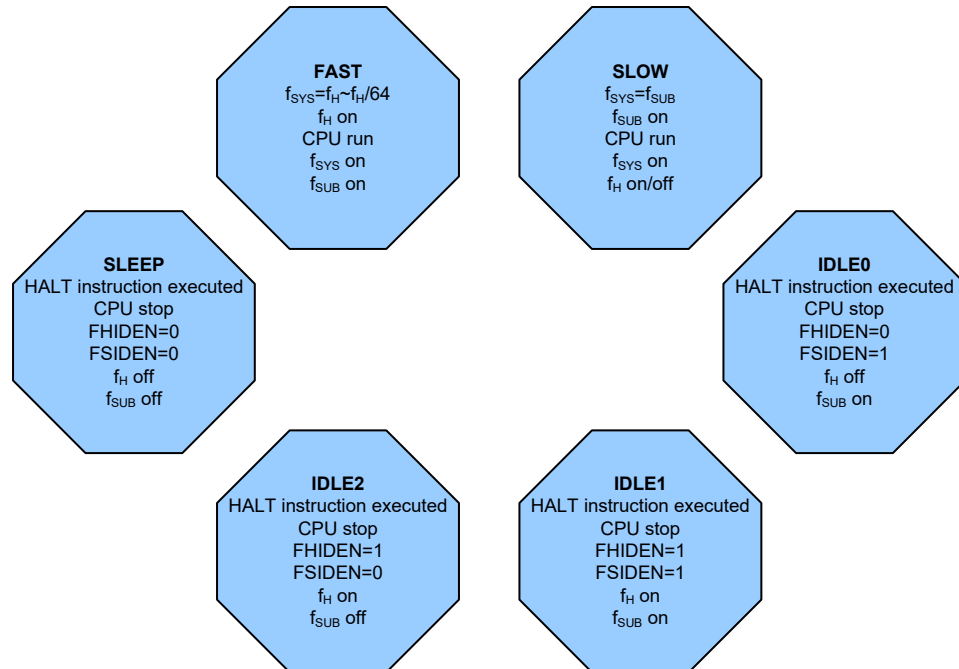 FAST
fSYS=fH~fH/64
fH on
CPU run
fSYS on
fSUB on
SLOW
fSYS=fSUB
fSUB on
CPU run
fSYS on
fH on/off
SLEEP
HALT instruction executed
CPU stop
FHIDEN=0
FSIDEN=0
fH off
fSUB off
IDLE0
HALT instruction executed
CPU stop
FHIDEN=0
FSIDEN=1
fH off
fSUB on
IDLE2
HALT instruction executed
CPU stop
FHIDEN=1
FSIDEN=0
fH on
fSUB off
IDLE1
HALT instruction executed
CPU stop
FHIDEN=1
FSIDEN=1
fH on
fSUB on